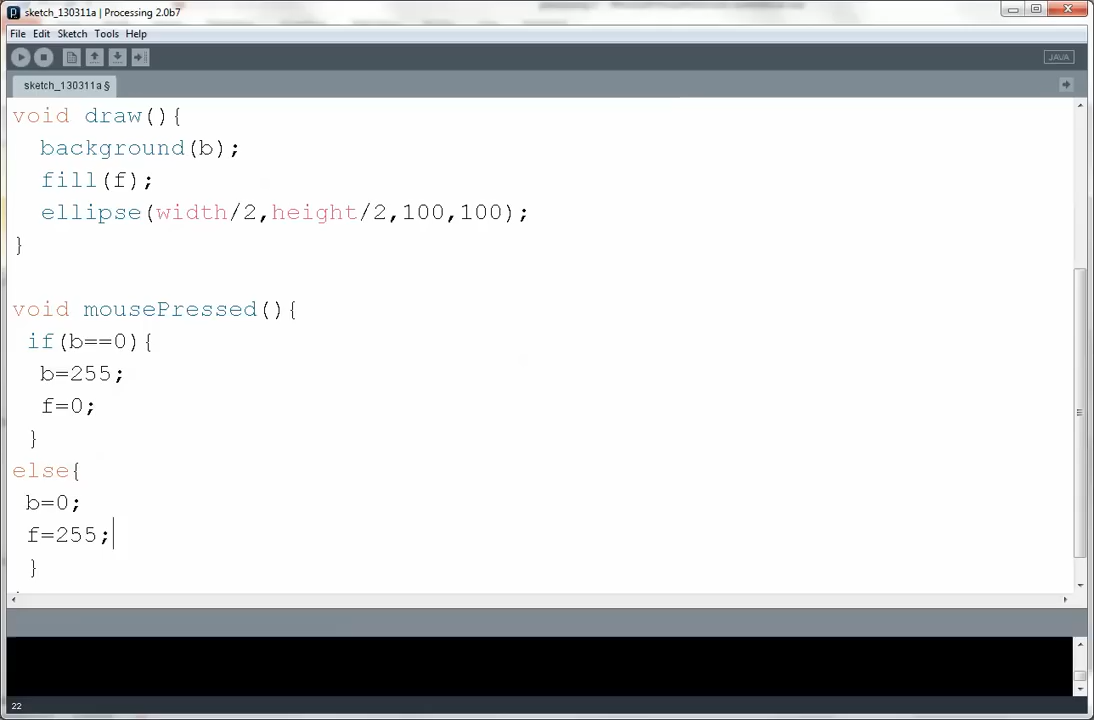 sketch_130311a | Processing 2.0b7
File Edit Sketch Tools Help
JAVA
sketch_130311a §
void draw(){
background(b);
fill(f);
ellipse(width/2,height/2,100,100);
}
void mousePressed(){
if(b==0){
b=255;
f=0;
}
else{
b=0;
f=255;
}
22